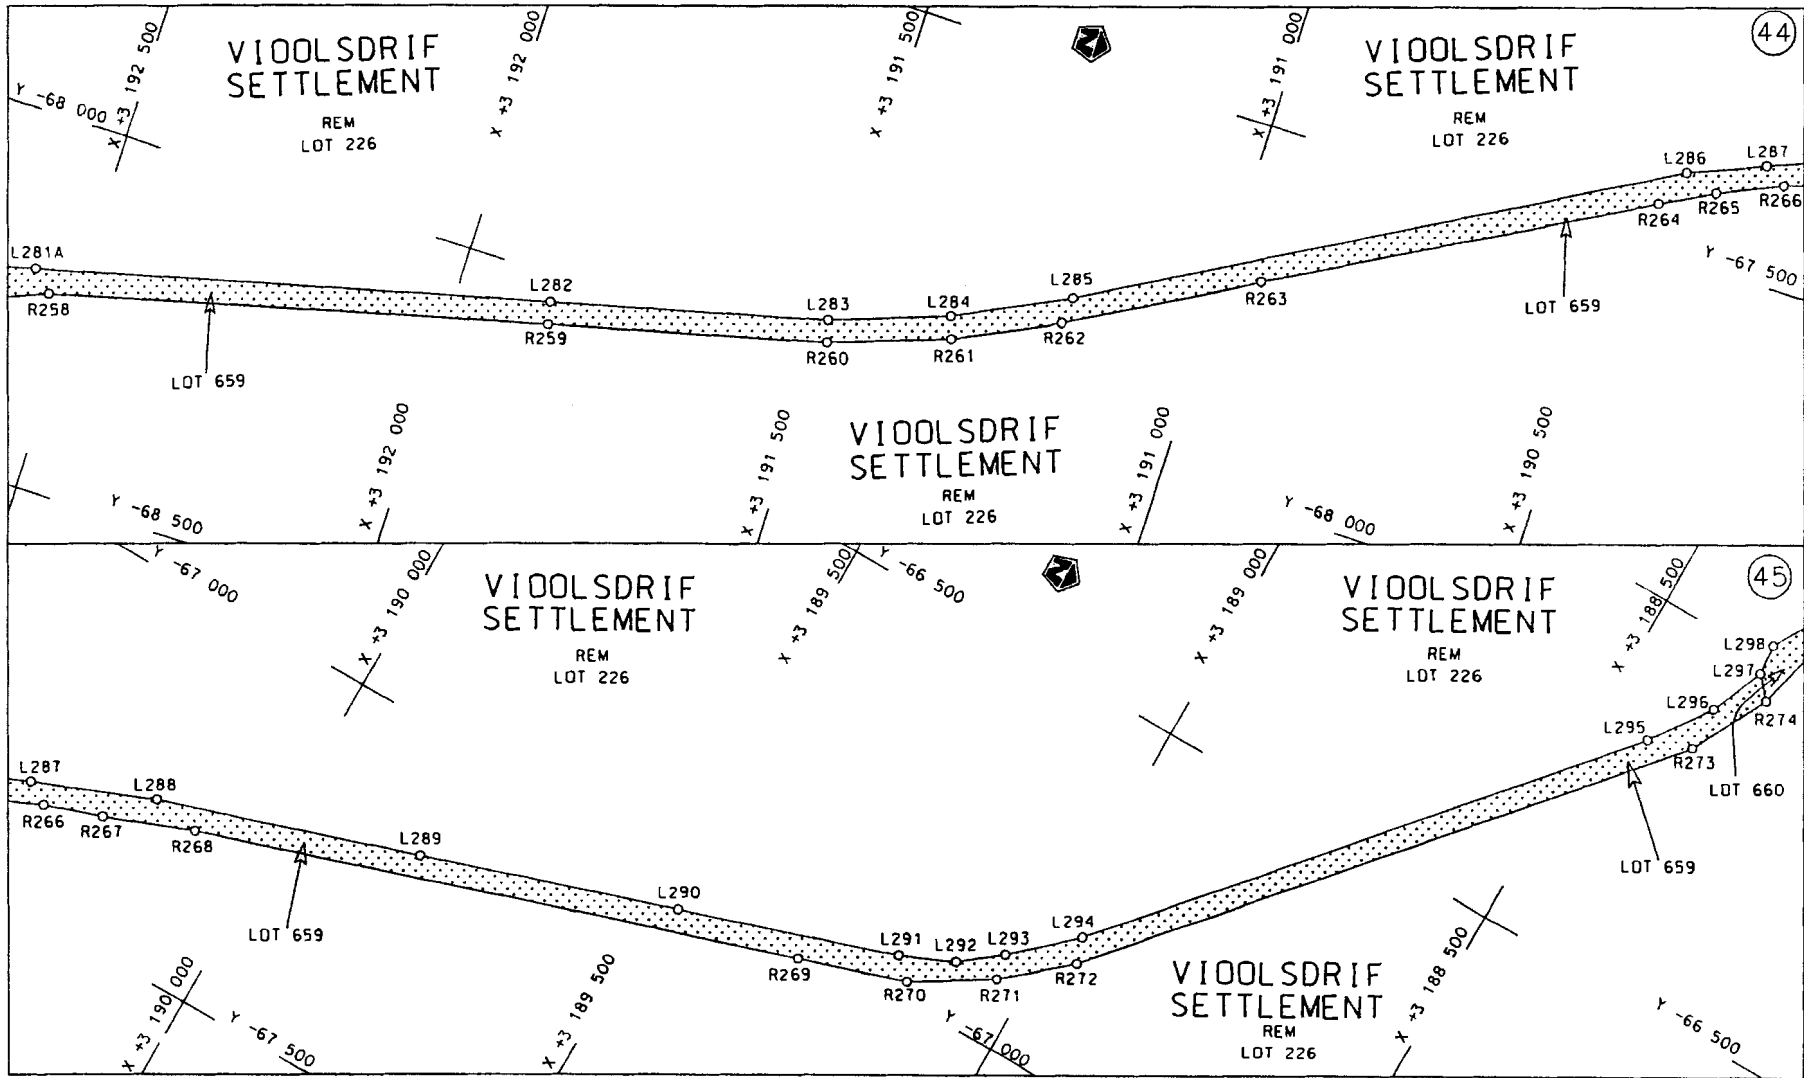 44
VIOOLSDRIF
SETTLEMENT
REM
LOT 226
VIOOLSDRIF
SETTLEMENT
REM
LOT 226
X +3 192 500
X +3 192 000
X +3 191 500
X +3 191 000
N
Y -68 000
L281A
L282
L283
L284
L285
L286
L287
R258
R259
R260
R261
R262
R263
R264
R265
R266
Y -67 500
LOT 659
LOT 659
VIOOLSDRIF
SETTLEMENT
REM
LOT 226
Y -68 500
X +3 192 000
X +3 191 500
X +3 191 000
Y -68 000
X +3 190 500
45
Y -67 000
X +3 190 000
VIOOLSDRIF
SETTLEMENT
REM
LOT 226
X +3 189 500
Y -66 500
N
X +3 189 000
VIOOLSDRIF
SETTLEMENT
REM
LOT 226
X +3 188 500
L298
L297
L296
L295
R274
R273
LOT 660
LOT 659
L287
L288
L289
L290
L291
L292
L293
L294
R266
R267
R268
R269
R270
R271
R272
LOT 659
X +3 190 000
Y -67 500
X +3 189 500
Y -67 000
VIOOLSDRIF
SETTLEMENT
REM
LOT 226
X +3 188 500
Y -66 500